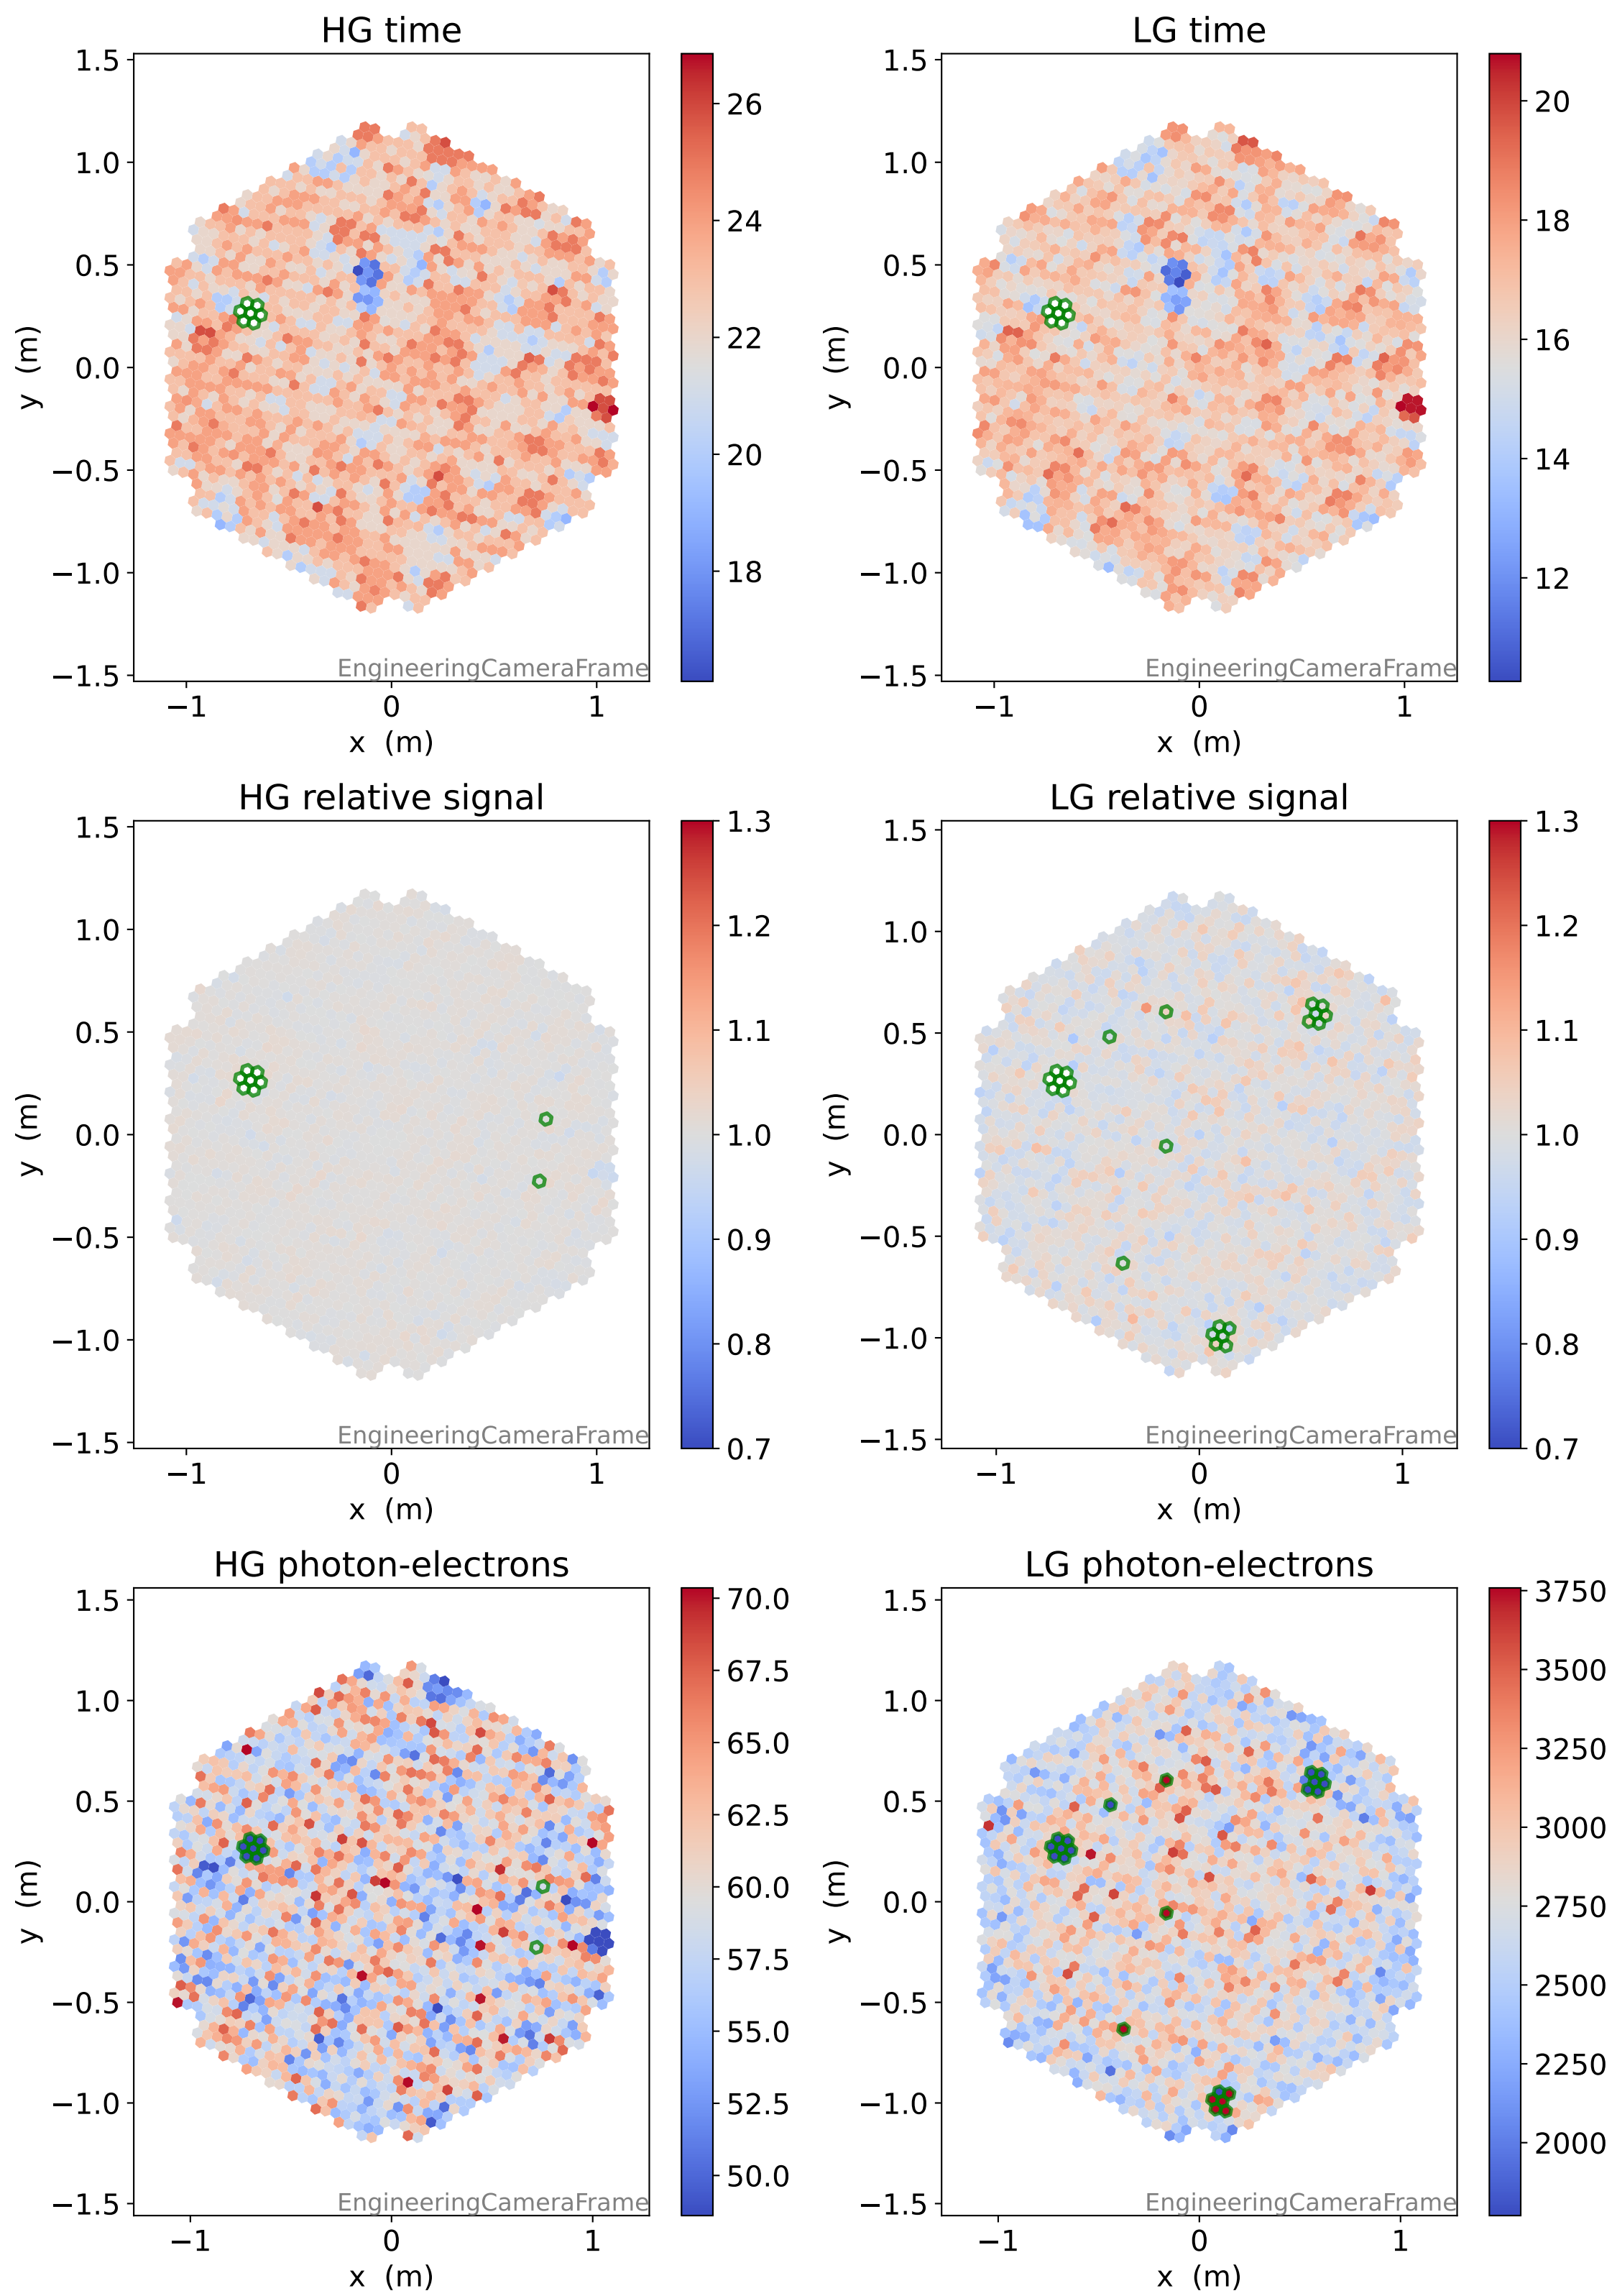 HG time
1.5
1.0
0.5
0.0
−0.5
−1.0
−1.5
y (m)
−1 0 1
x (m)
EngineeringCameraFrame
26
24
22
20
18
LG time
1.5
1.0
0.5
0.0
−0.5
−1.0
−1.5
y (m)
−1 0 1
x (m)
EngineeringCameraFrame
20
18
16
14
12
HG relative signal
1.5
1.0
0.5
0.0
−0.5
−1.0
−1.5
y (m)
−1 0 1
x (m)
EngineeringCameraFrame
1.3
1.2
1.1
1.0
0.9
0.8
0.7
LG relative signal
1.5
1.0
0.5
0.0
−0.5
−1.0
−1.5
y (m)
−1 0 1
x (m)
EngineeringCameraFrame
1.3
1.2
1.1
1.0
0.9
0.8
0.7
HG photon-electrons
1.5
1.0
0.5
0.0
−0.5
−1.0
−1.5
y (m)
−1 0 1
x (m)
EngineeringCameraFrame
70.0
67.5
65.0
62.5
60.0
57.5
55.0
52.5
50.0
LG photon-electrons
1.5
1.0
0.5
0.0
−0.5
−1.0
−1.5
y (m)
−1 0 1
x (m)
EngineeringCameraFrame
3750
3500
3250
3000
2750
2500
2250
2000